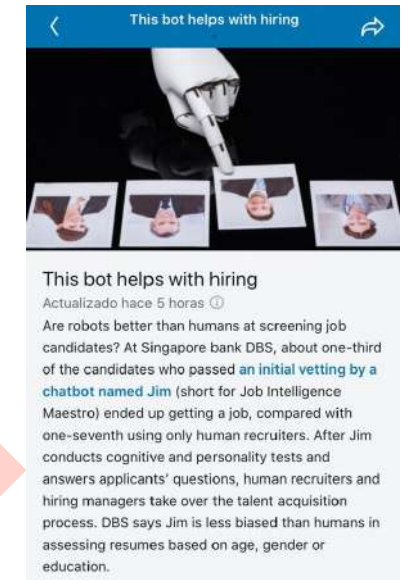 This bot helps with hiring
This bot helps with hiring
Actualizado hace 5 horas
Are robots better than humans at screening job
candidates? At Singapore bank DBS, about one-third
of the candidates who passed an initial vetting by a
chatbot named Jim (short for Job Intelligence
Maestro) ended up getting a job, compared with
one-seventh using only human recruiters. After Jim
conducts cognitive and personality tests and
answers applicants' questions, human recruiters and
hiring managers take over the talent acquisition
process. DBS says Jim is less biased than humans in
assessing resumes based on age, gender or
education.